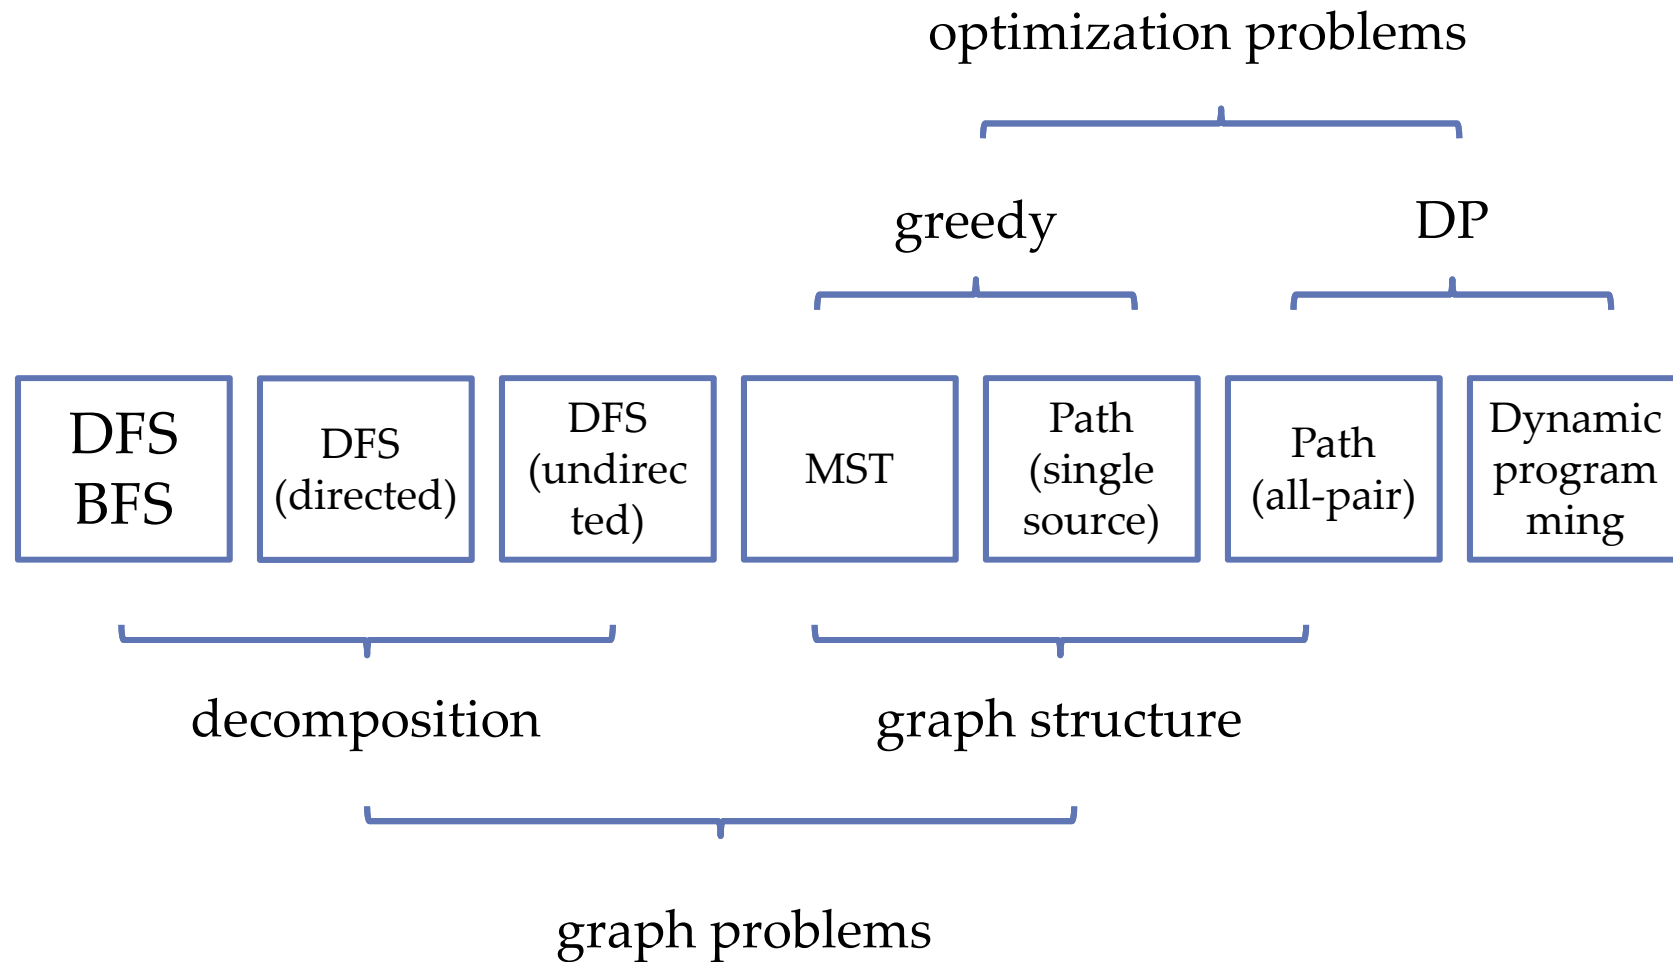 optimization problems
greedy
DP
DFS
BFS
DFS
(directed)
DFS
(undirec
ted)
MST
Path
(single
source)
Path
(all-pair)
Dynamic
program
ming
decomposition
graph structure
graph problems